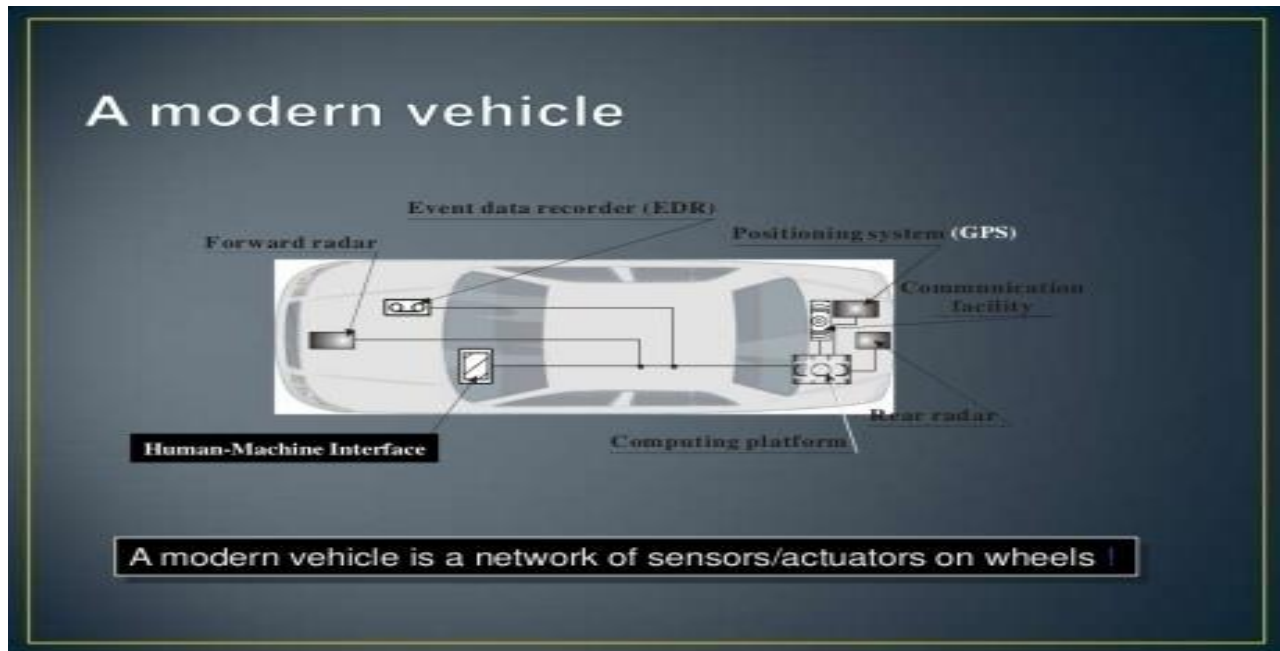 A modern vehicle
Event data recorder (EDR)
Positioning system (GPS)
Forward radar
Communication
facility
Rear radar
Computing platform
Human-Machine Interface
A modern vehicle is a network of sensors/actuators on wheels !